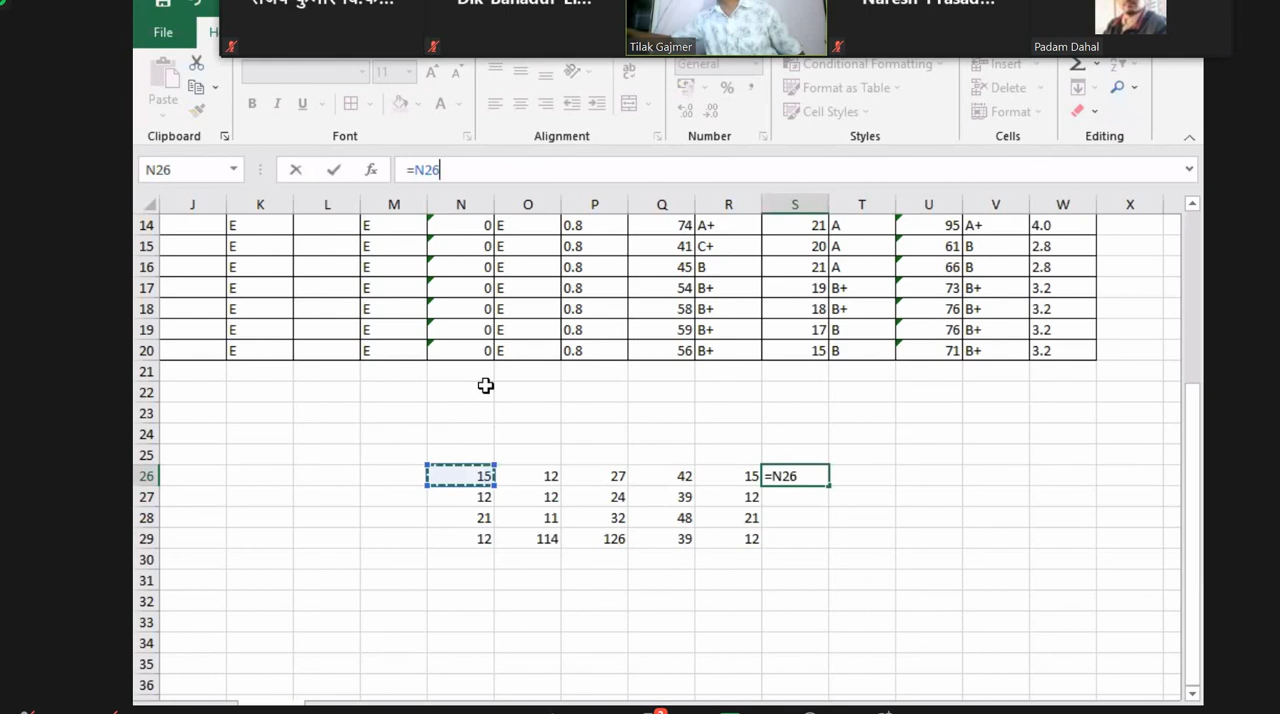 Dik Bahadur Li...
Naresh Prasad...
Tilak Gajmer
Padam Dahal
File
H
Paste
11
General
Conditional Formatting
Format as Table
Cell Styles
Insert
Delete
Format
Clipboard
Font
Alignment
Number
Styles
Cells
Editing
N26
fx
=N26
J K L M N O P Q R S T U V W X
14 E E 0 E 0.8 74 A+ 21 A 95 A+ 4.0
15 E E 0 E 0.8 41 C+ 20 A 61 B 2.8
16 E E 0 E 0.8 45 B 21 A 66 B 2.8
17 E E 0 E 0.8 54 B+ 19 B+ 73 B+ 3.2
18 E E 0 E 0.8 58 B+ 18 B+ 76 B+ 3.2
19 E E 0 E 0.8 59 B+ 17 B 76 B+ 3.2
20 E E 0 E 0.8 56 B+ 15 B 71 B+ 3.2
21
22
23
24
25
26 15 12 27 42 15 =N26
27 12 12 24 39 12
28 21 11 32 48 21
29 12 114 126 39 12
30
31
32
33
34
35
36